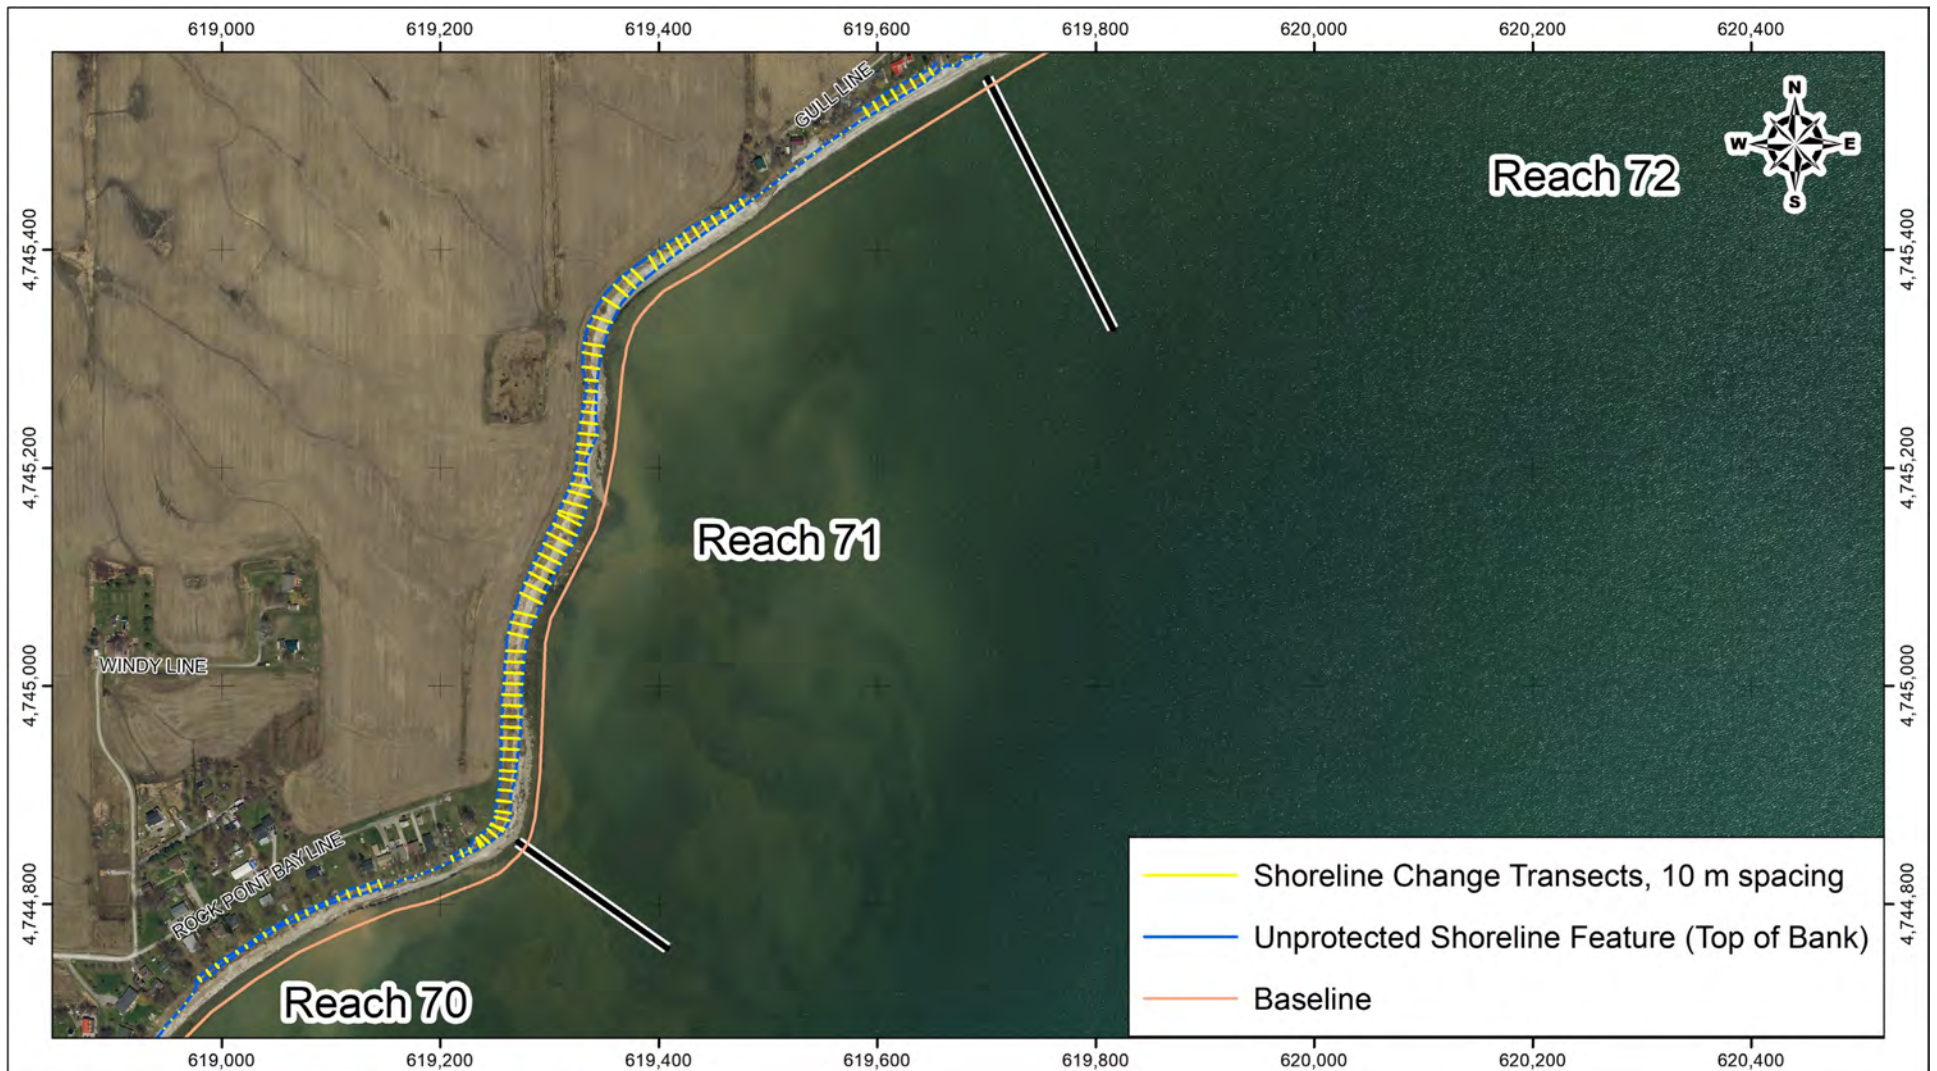 619,000 619,200 619,400 619,600 619,800 620,000 620,200 620,400
GULL LINE
N
W E
S
Reach 72
4,745,400 4,745,400
4,745,200 4,745,200
Reach 71
WINDY LINE
4,745,000 4,745,000
ROCK POINT BAY LINE
4,744,800 4,744,800
Shoreline Change Transects, 10 m spacing
Unprotected Shoreline Feature (Top of Bank)
Baseline
Reach 70
619,000 619,200 619,400 619,600 619,800 620,000 620,200 620,400